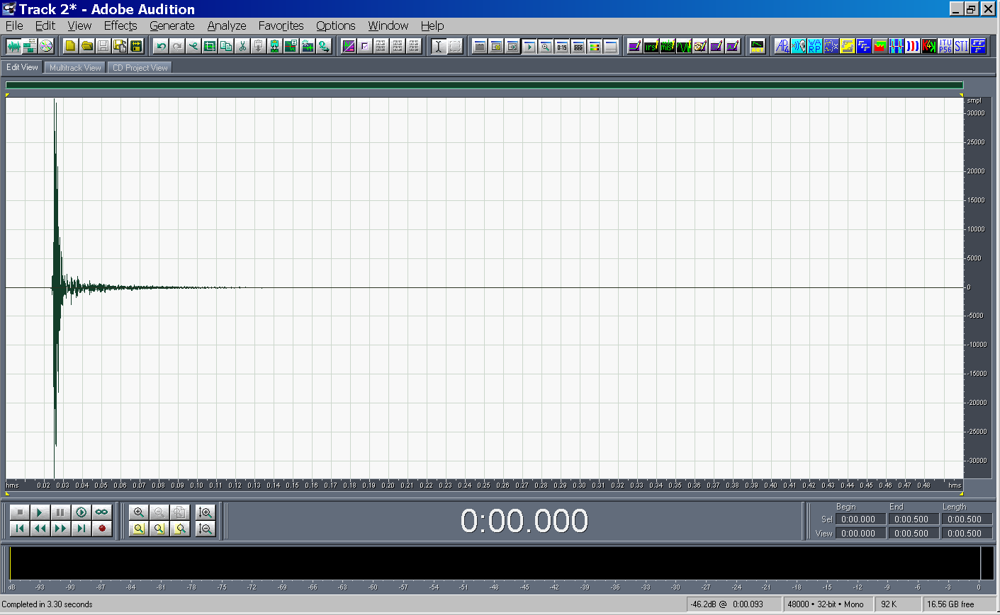 Track 2* - Adobe Audition
File Edit View Effects Generate Analyze Favorites Options Window Help
Edit View Multitrack View CD Project View
smpl
30000
25000
20000
15000
10000
5000
0
-5000
-10000
-15000
-20000
-25000
-30000
hms 0.02 0.03 0.04 0.05 0.06 0.07 0.08 0.09 0.10 0.11 0.12 0.13 0.14 0.15 0.16 0.17 0.18 0.19 0.20 0.21 0.22 0.23 0.24 0.25 0.26 0.27 0.28 0.29 0.30 0.31 0.32 0.33 0.34 0.35 0.36 0.37 0.38 0.39 0.40 0.41 0.42 0.43 0.44 0.45 0.46 0.47 0.48 hms
0:00.000
Begin End Length
Sel 0:00.000 0:00.500 0:00.500
View 0:00.000 0:00.500 0:00.500
dB -93 -90 -87 -84 -81 -78 -75 -72 -69 -66 -63 -60 -57 -54 -51 -48 -45 -42 -39 -36 -33 -30 -27 -24 -21 -18 -15 -12 -9 -6 -3 0
Completed in 3.30 seconds
-46.2dB @ 0:00.093
48000 • 32-bit • Mono
92 K
16.56 GB free